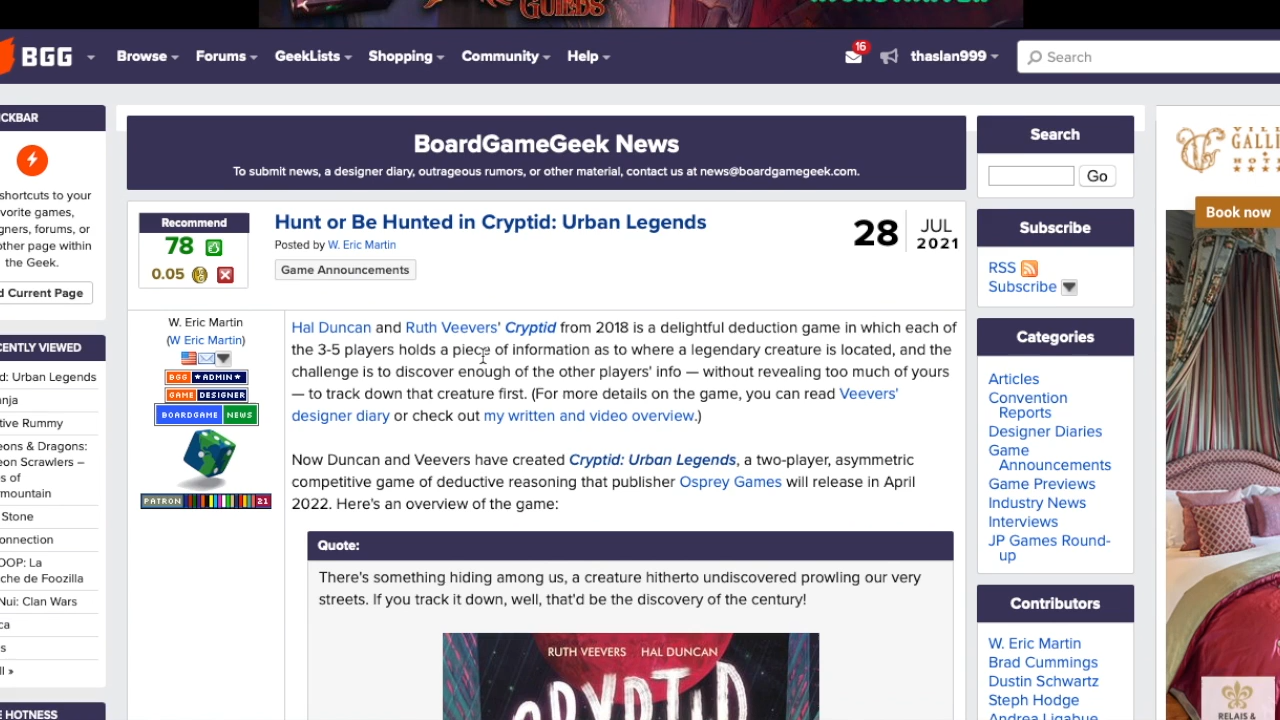 BGG
Browse
Forums
GeekLists
Shopping
Community
Help
16
thaslan999
Search
CKBAR
shortcuts to your
vorite games,
gners, forums, or
other page within
the Geek.
d Current Page
CENTLY VIEWED
d: Urban Legends
nja
tive Rummy
eons & Dragons:
eon Scrawlers –
es of
rmountain
Stone
onnection
OOP: La
che de Foozilla
Nui: Clan Wars
ca
s
ll »
E HOTNESS
BoardGameGeek News
To submit news, a designer diary, outrageous rumors, or other material, contact us at news@boardgamegeek.com.
Recommend
78
0.05
Hunt or Be Hunted in Cryptid: Urban Legends
Posted by W. Eric Martin
Game Announcements
28
JUL
2021
W. Eric Martin
(W Eric Martin)
BGG ★ADMIN★
GAME DESIGNER
BOARDGAME NEWS
PATRON 21
Hal Duncan and Ruth Veevers' Cryptid from 2018 is a delightful deduction game in which each of
the 3-5 players holds a piece of information as to where a legendary creature is located, and the
challenge is to discover enough of the other players' info — without revealing too much of yours
— to track down that creature first. (For more details on the game, you can read Veevers'
designer diary or check out my written and video overview.)
Now Duncan and Veevers have created Cryptid: Urban Legends, a two-player, asymmetric
competitive game of deductive reasoning that publisher Osprey Games will release in April
2022. Here's an overview of the game:
Quote:
There's something hiding among us, a creature hitherto undiscovered prowling our very
streets. If you track it down, well, that'd be the discovery of the century!
RUTH VEEVERS HAL DUNCAN
CRYPTID
Search
Go
Subscribe
RSS
Subscribe
Categories
Articles
Convention
Reports
Designer Diaries
Game
Announcements
Game Previews
Industry News
Interviews
JP Games Round-
up
Contributors
W. Eric Martin
Brad Cummings
Dustin Schwartz
Steph Hodge
Andrea Ligabue
GALLI
Book now
RELAIS &